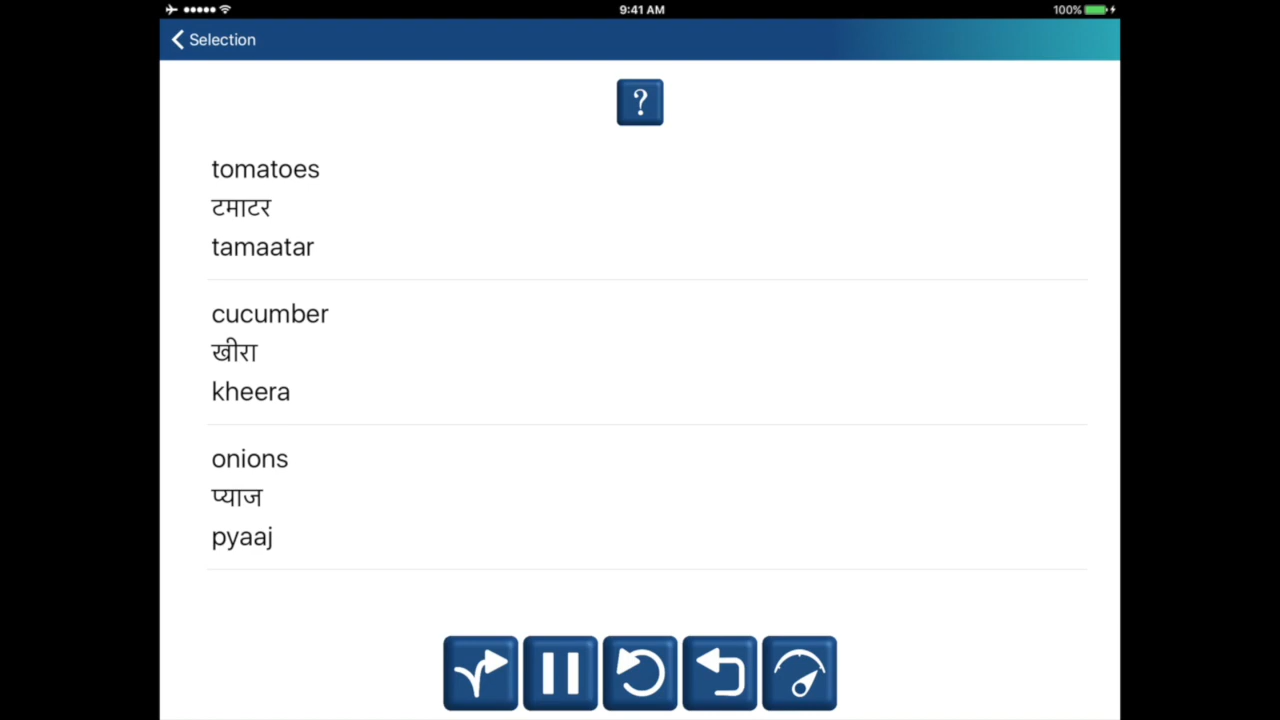 9:41 AM
100%
Selection
?
tomatoes
टमाटर
tamaatar
cucumber
खीरा
kheera
onions
प्याज
pyaaj